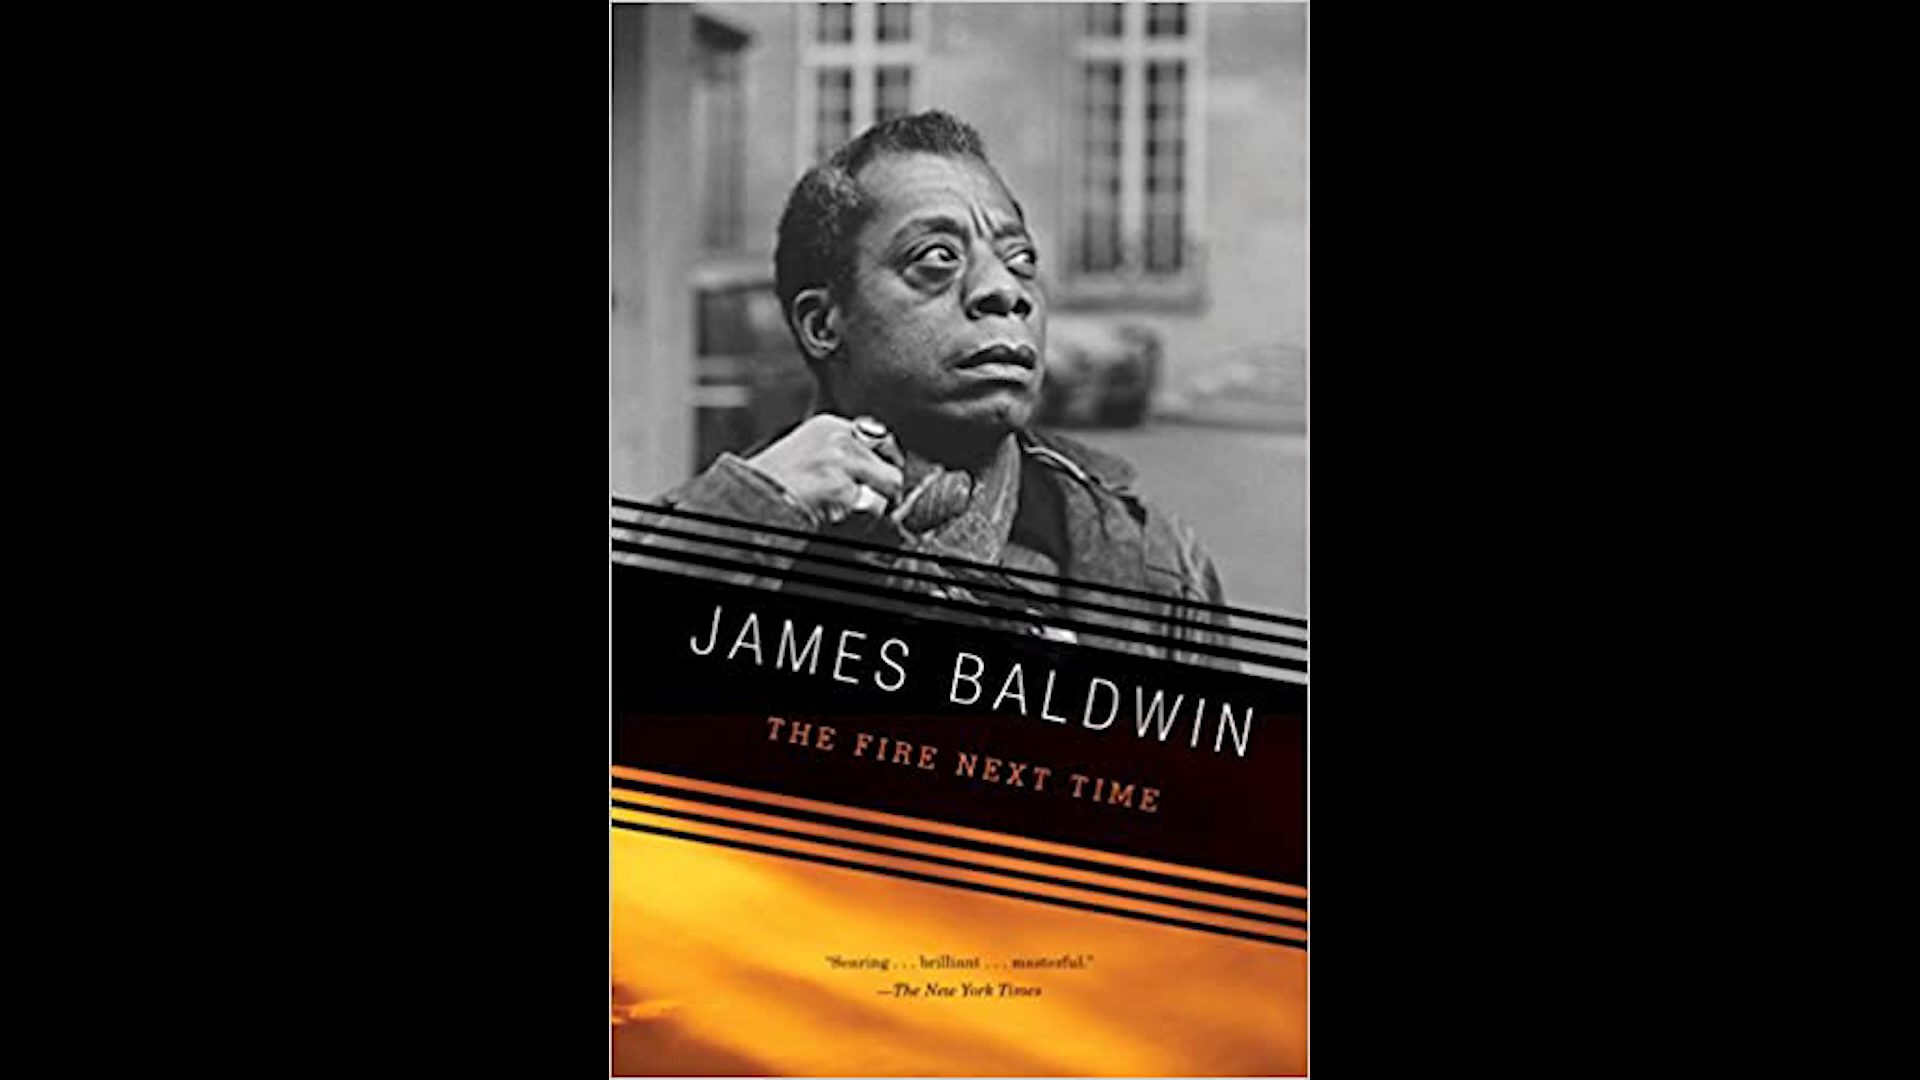 JAMES BALDWIN
THE FIRE NEXT TIME
"Searing . . . brilliant . . . masterful."
—The New York Times